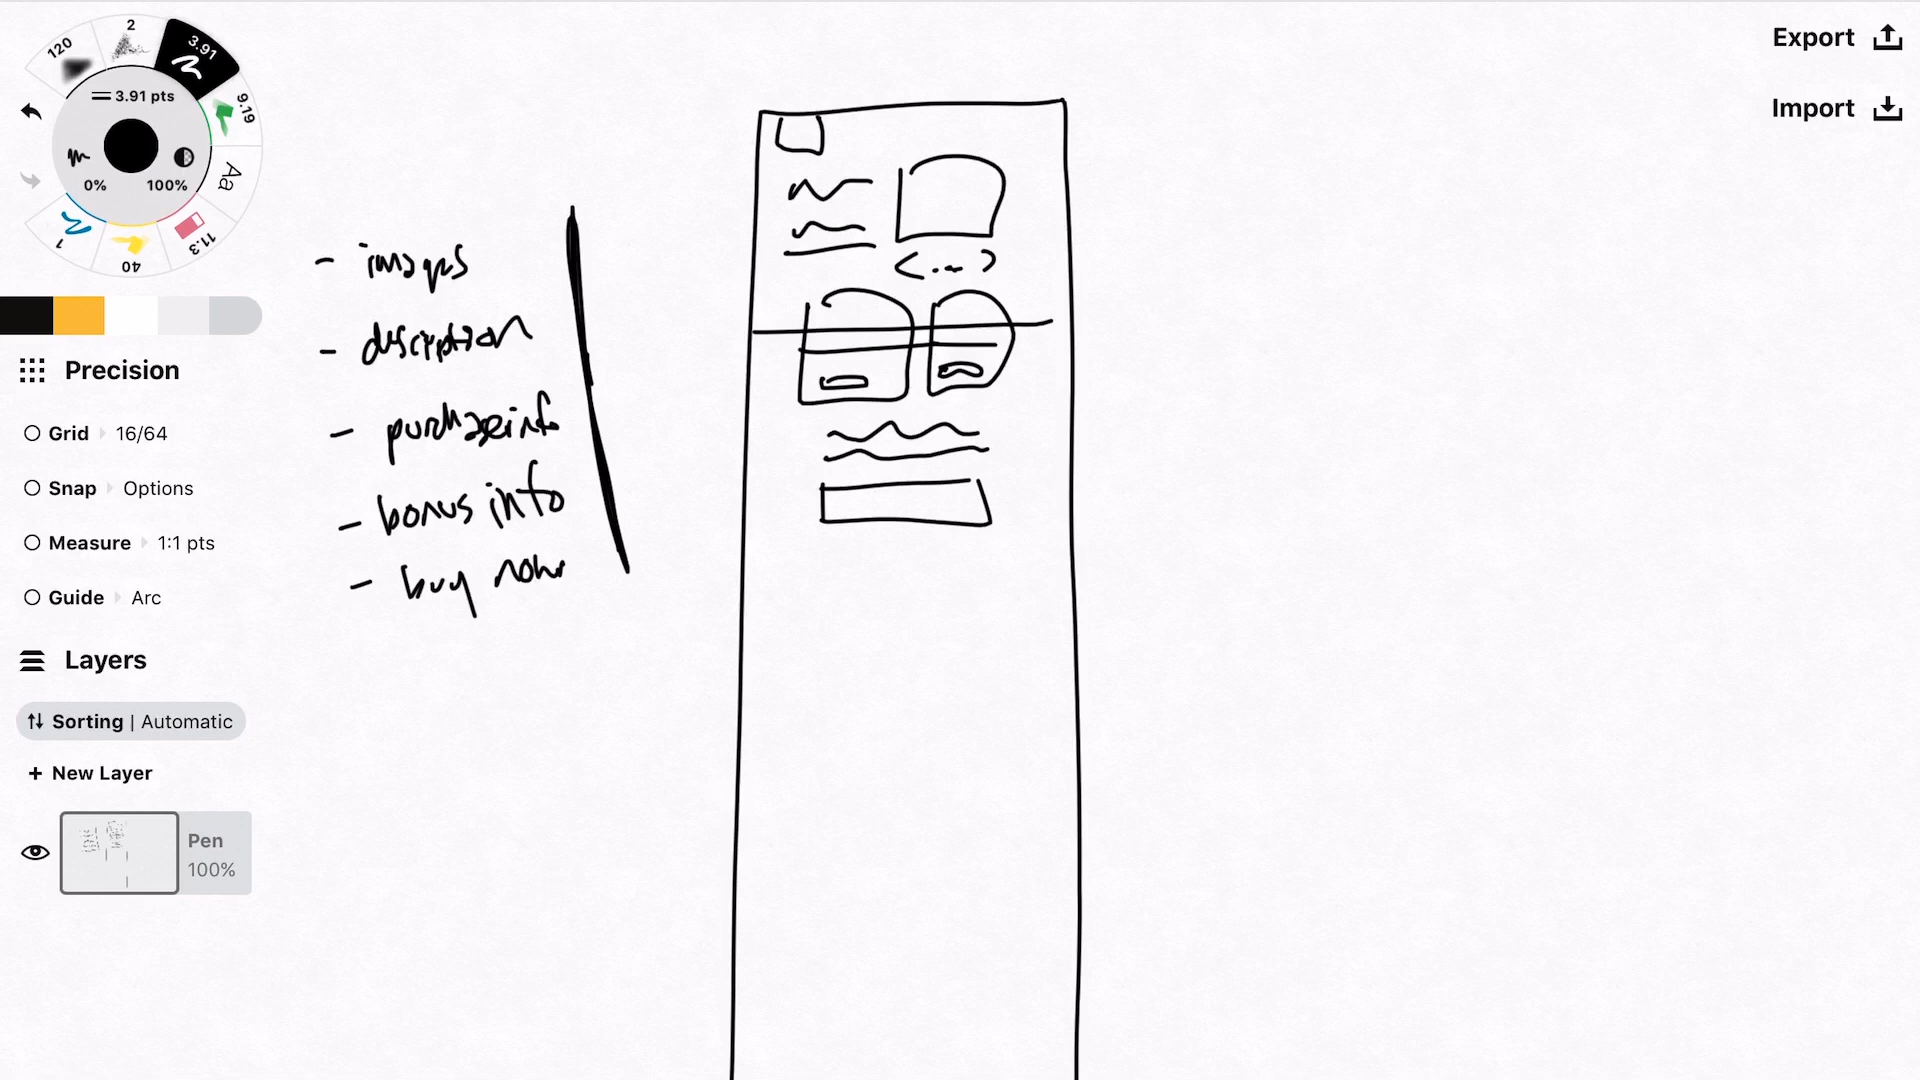 2
120
3.91
3.91 pts
9.19
Aa
0%
100%
11.3
40
1
Export
Import
- images
- description
- purchase info
- bonus info
- buy now
Precision
Grid 16/64
Snap Options
Measure 1:1 pts
Guide Arc
Layers
Sorting | Automatic
+ New Layer
Pen
100%